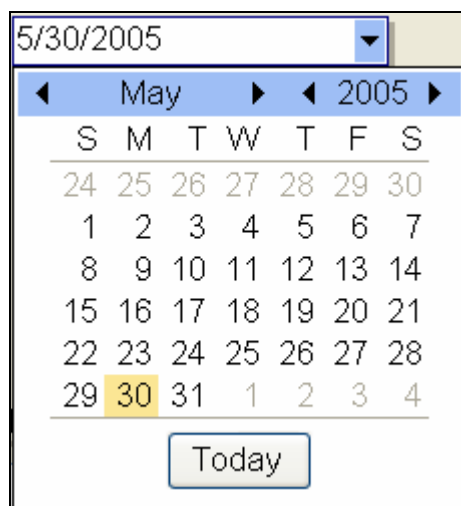 5/30/2005
May 2005
S M T W T F S
24 25 26 27 28 29 30
1 2 3 4 5 6 7
8 9 10 11 12 13 14
15 16 17 18 19 20 21
22 23 24 25 26 27 28
29 30 31 1 2 3 4
Today